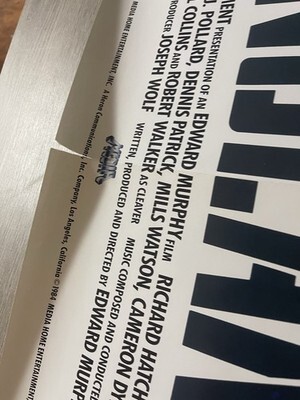 MENT PRESENTATION OF AN EDWARD MURPHY FILM RICHARD HATCH
J. POLLARD, DENNIS PATRICK, MILLS WATSON, CAMERON DY
L COLLINS and ROBERT WALKER AS CLEAVER MUSIC COMPOSED AND CONDUCTED
PRODUCER JOSEPH WOLF WRITTEN, PRODUCED AND DIRECTED BY EDWARD MURP
MEDIA HOME ENTERTAINMENT, INC. A Heron Communications, Inc. Company, Los Angeles, California ©1984 MEDIA HOME ENTERTAINMENT